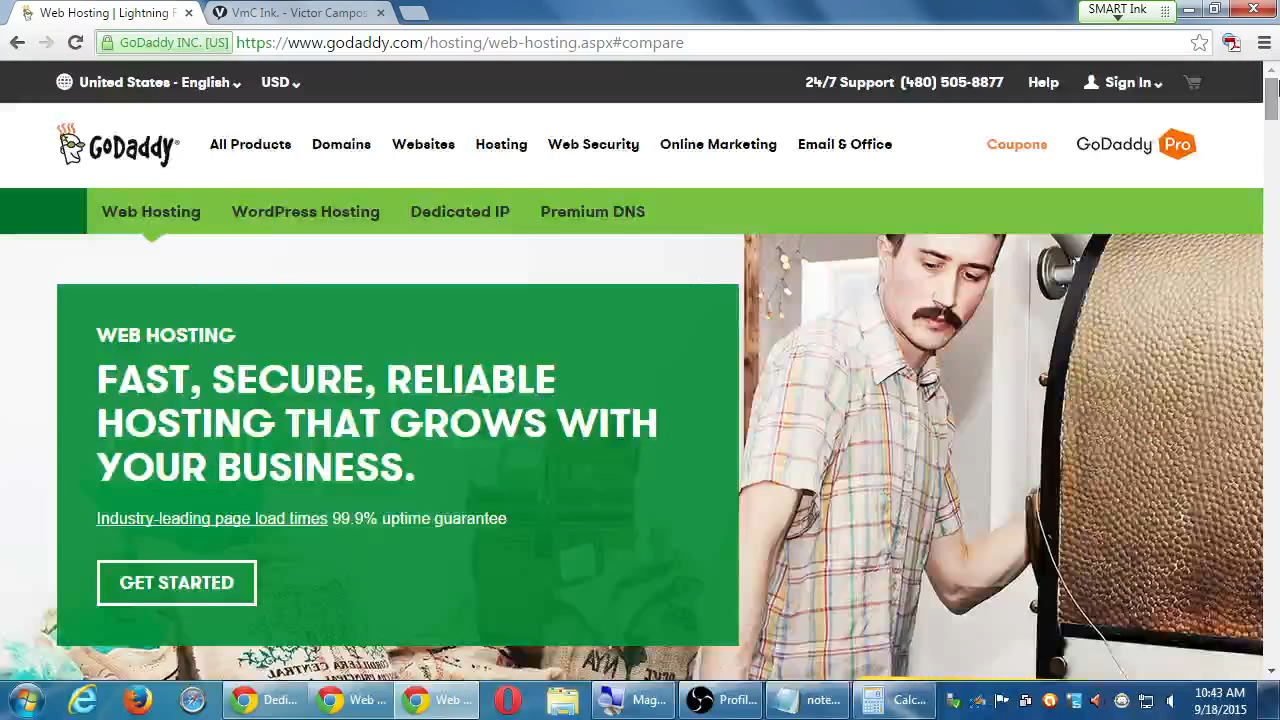 Web Hosting | Lightning F
VmC Ink. - Victor Campos
SMART Ink
GoDaddy INC. [US]
https://www.godaddy.com/hosting/web-hosting.aspx#compare
United States - English
USD
24/7 Support (480) 505-8877
Help
Sign In
GoDaddy
All Products
Domains
Websites
Hosting
Web Security
Online Marketing
Email & Office
Coupons
GoDaddy Pro
Web Hosting
WordPress Hosting
Dedicated IP
Premium DNS
WEB HOSTING
FAST, SECURE, RELIABLE
HOSTING THAT GROWS WITH
YOUR BUSINESS.
Industry-leading page load times 99.9% uptime guarantee
GET STARTED
Dedi...
Web ...
Web ...
Mag...
Profil...
note...
Calc...
10:43 AM
9/18/2015